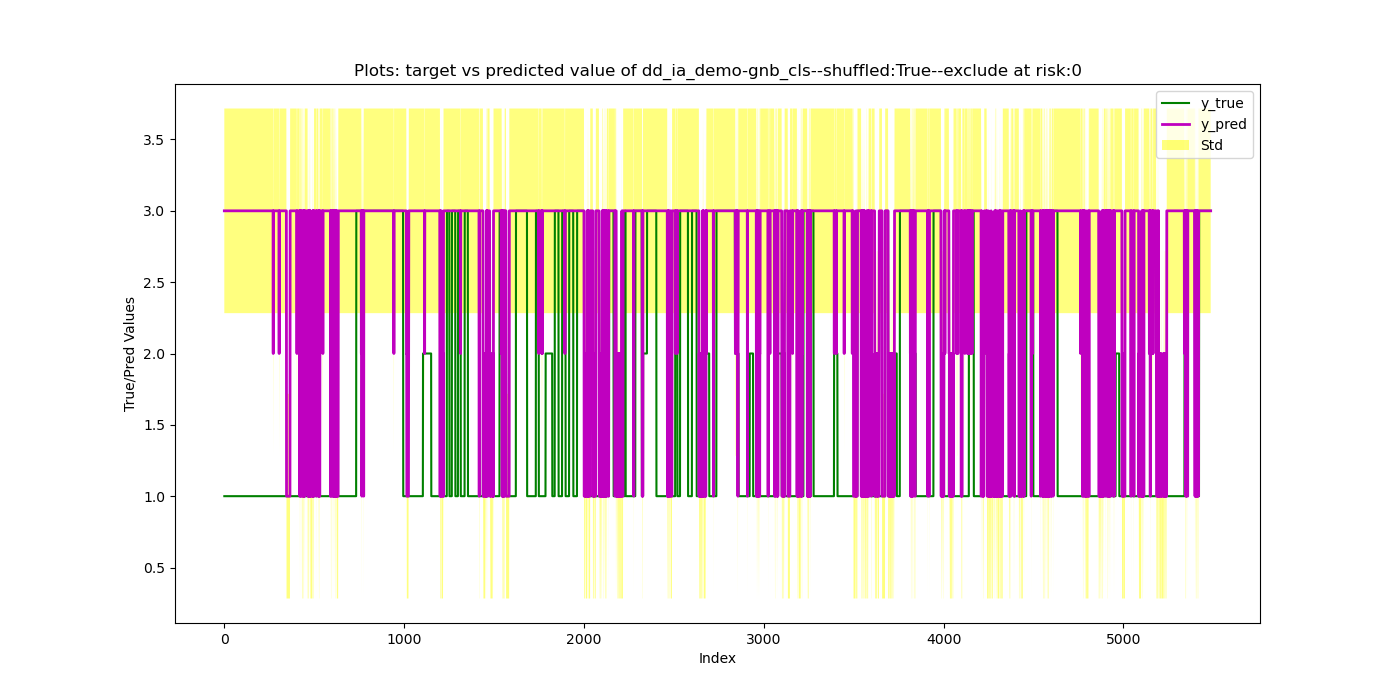 Plots: target vs predicted value of dd_ia_demo-gnb_cls--shuffled:True--exclude at risk:0
y_true
y_pred
Std
3.5
3.0
2.5
2.0
1.5
1.0
0.5
True/Pred Values
0 1000 2000 3000 4000 5000
Index